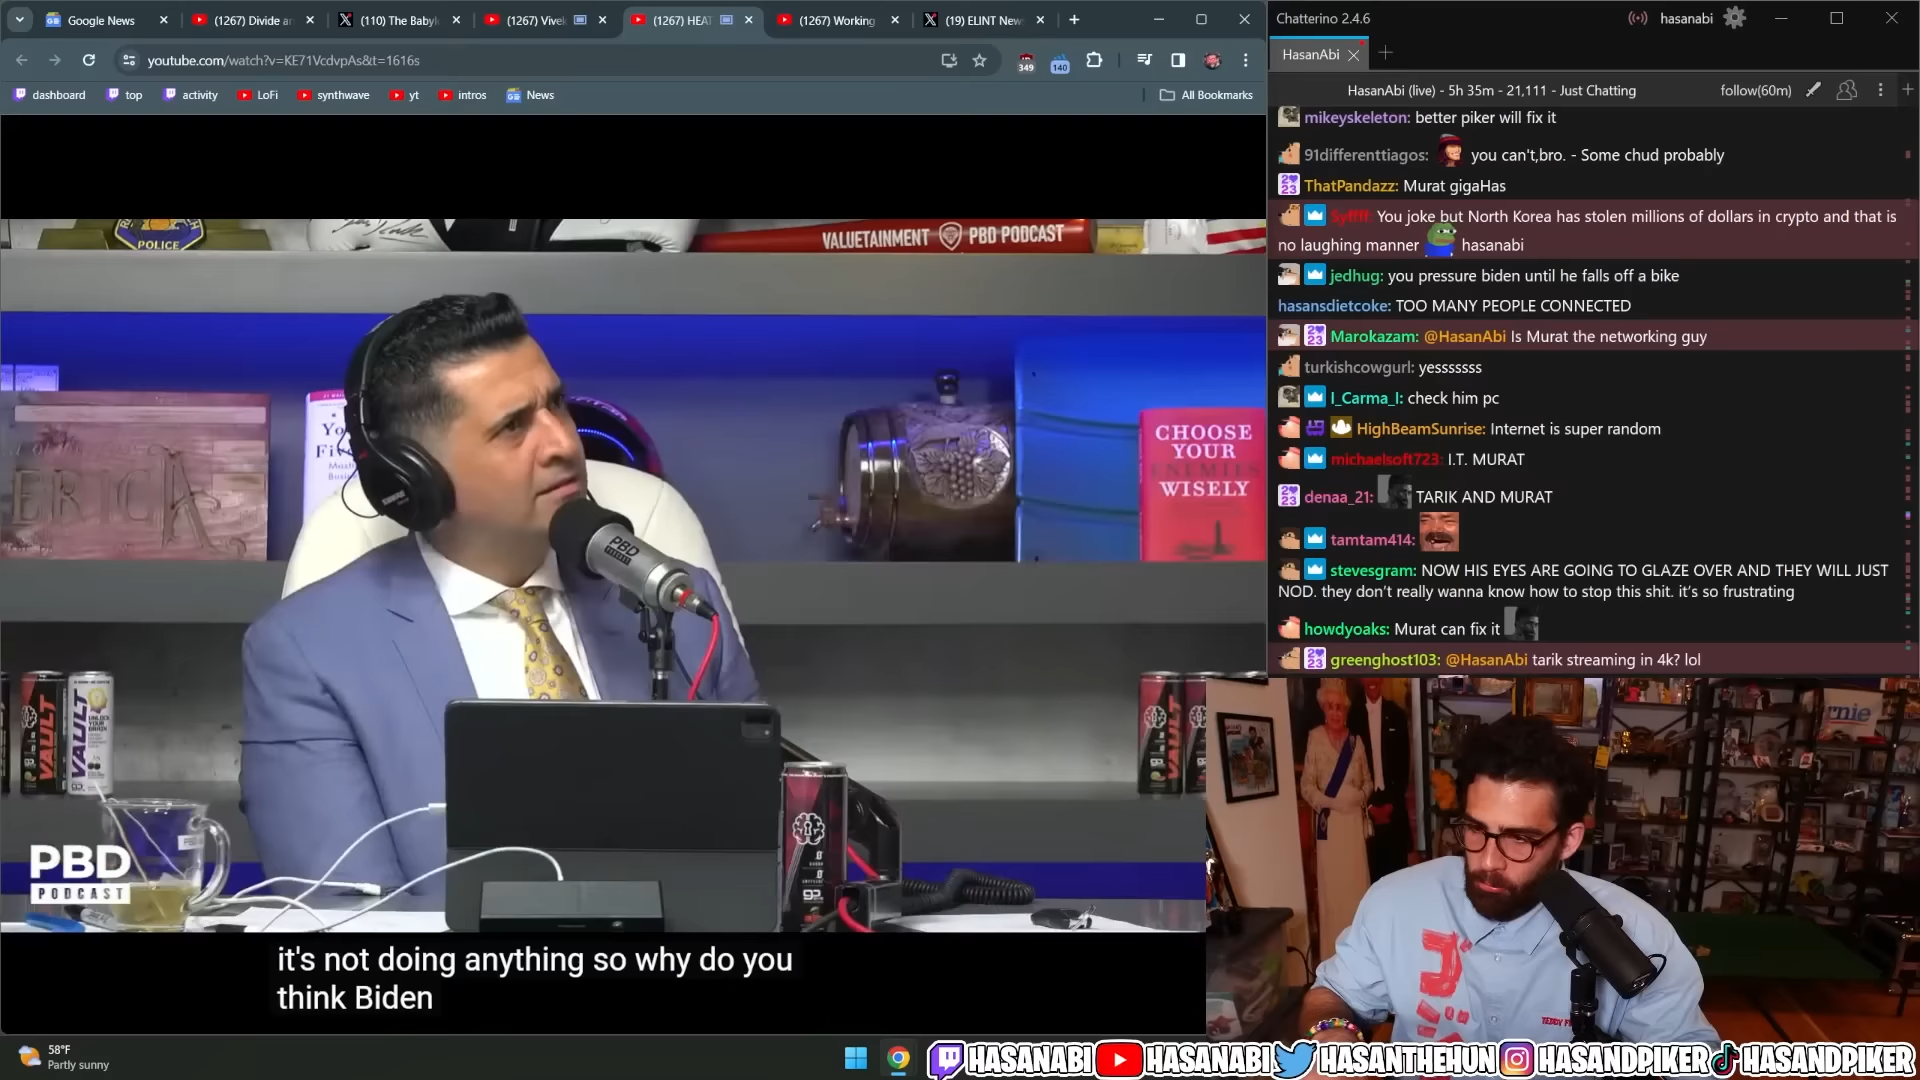 Google News
(1267) Divide ar
(110) The Babyl
(1267) Vivek
(1267) HEA
(1267) Working
(19) ELINT New
youtube.com/watch?v=KE71VcdvpAs&t=1616s
349
140
dashboard
top
activity
LoFi
synthwave
yt
intros
News
All Bookmarks
POLICE
VALUETAINMENT PBD PODCAST
ERICA
CHOOSE
YOUR
ENEMIES
WISELY
PBD
VAULT
VAULT
PBD
PODCAST
it's not doing anything so why do you
think Biden
58°F
Partly sunny
Chatterino 2.4.6
hasanabi
HasanAbi
HasanAbi (live) - 5h 35m - 21,111 - Just Chatting
follow(60m)
mikeyskeleton: better piker will fix it
91differenttiagos: you can't,bro. - Some chud probably
ThatPandazz: Murat gigaHas
Syffff: You joke but North Korea has stolen millions of dollars in crypto and that is
no laughing manner hasanabi
jedhug: you pressure biden until he falls off a bike
hasansdietcoke: TOO MANY PEOPLE CONNECTED
Marokazam: @HasanAbi Is Murat the networking guy
turkishcowgurl: yesssssss
I_Carma_I: check him pc
HighBeamSunrise: Internet is super random
michaelsoft723: I.T. MURAT
denaa_21: TARIK AND MURAT
tamtam414:
stevesgram: NOW HIS EYES ARE GOING TO GLAZE OVER AND THEY WILL JUST
NOD. they don't really wanna know how to stop this shit. it's so frustrating
howdyoaks: Murat can fix it
greenghost103: @HasanAbi tarik streaming in 4k? lol
HASANABI
HASANABI
HASANTHEHUN
HASANDPIKER
HASANDPIKER